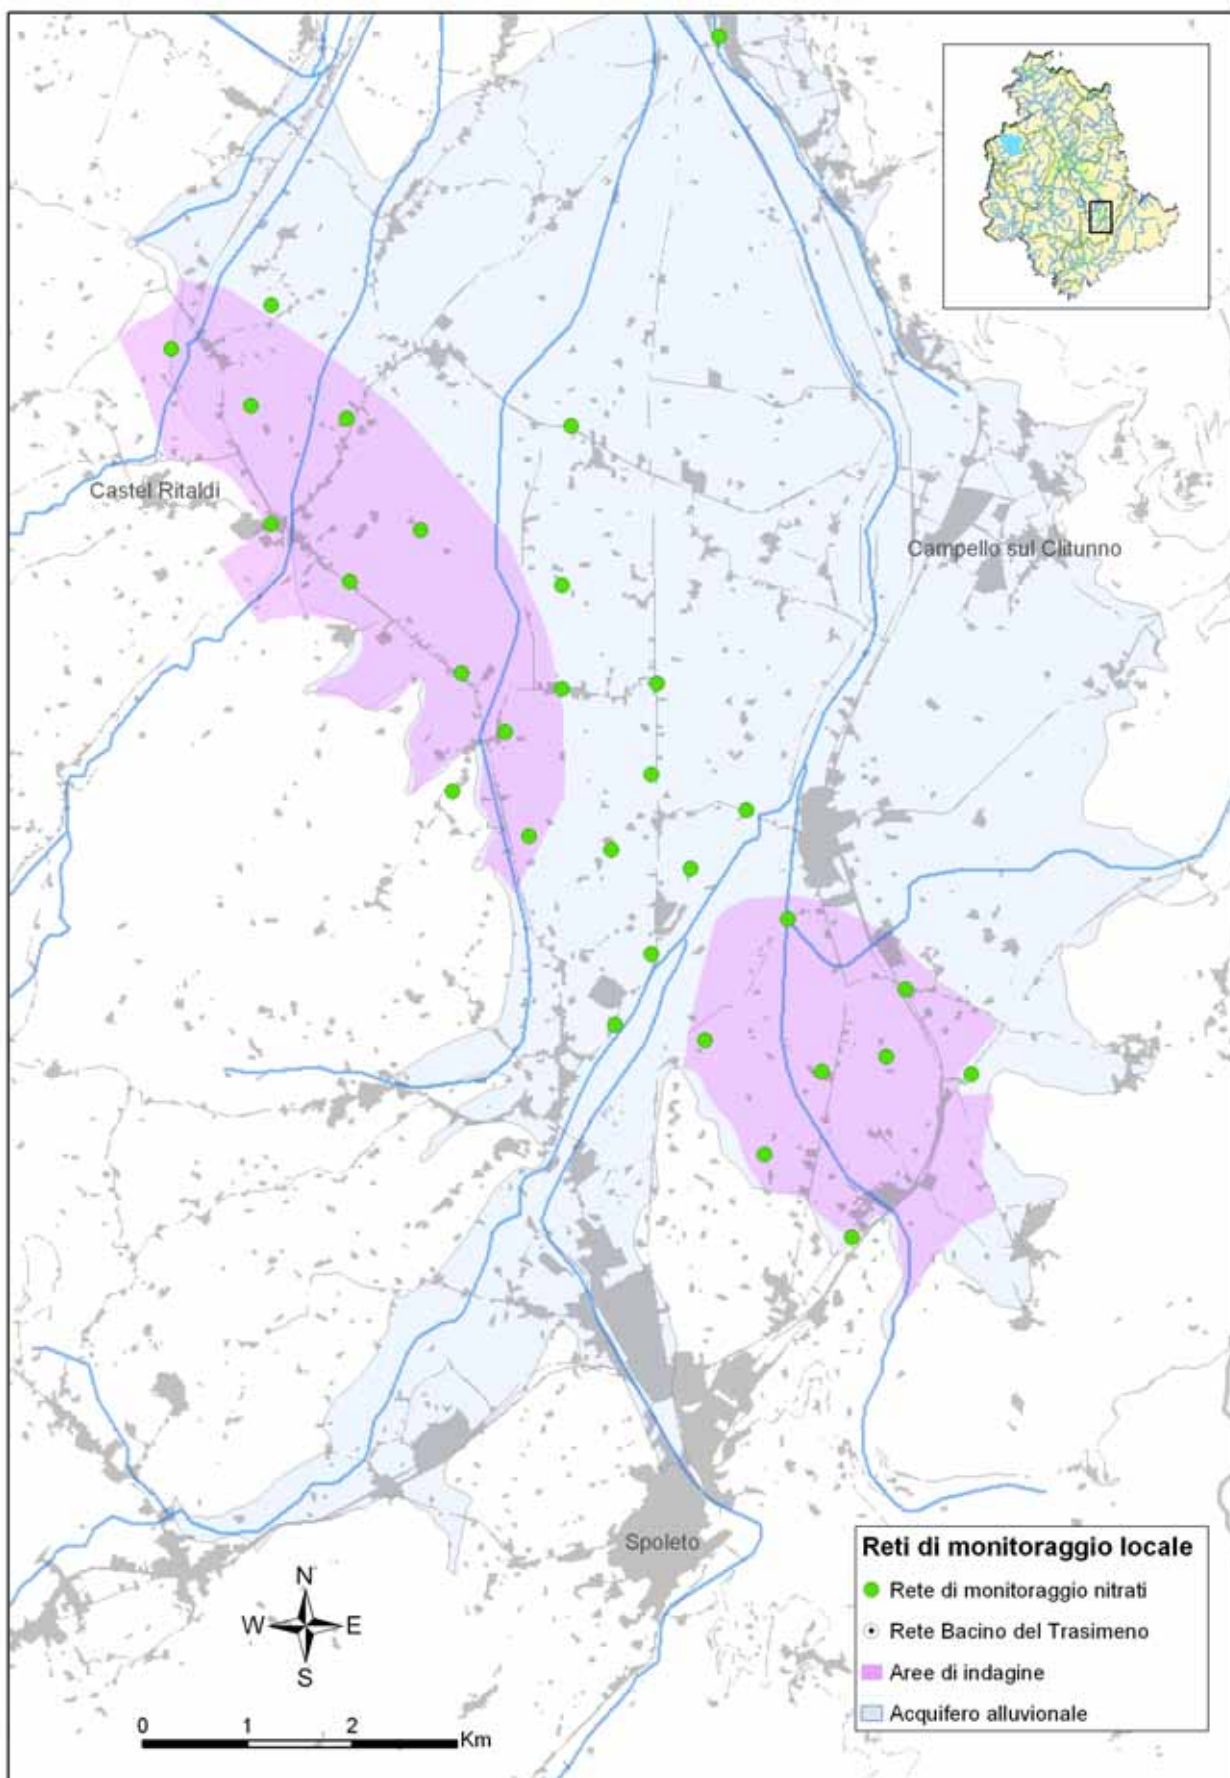 Castel Ritaldi
Campello sul Clitunno
Spoleto
N
W E
S
0 1 2 Km
Reti di monitoraggio locale
Rete di monitoraggio nitrati
Rete Bacino del Trasimeno
Aree di indagine
Acquifero alluvionale